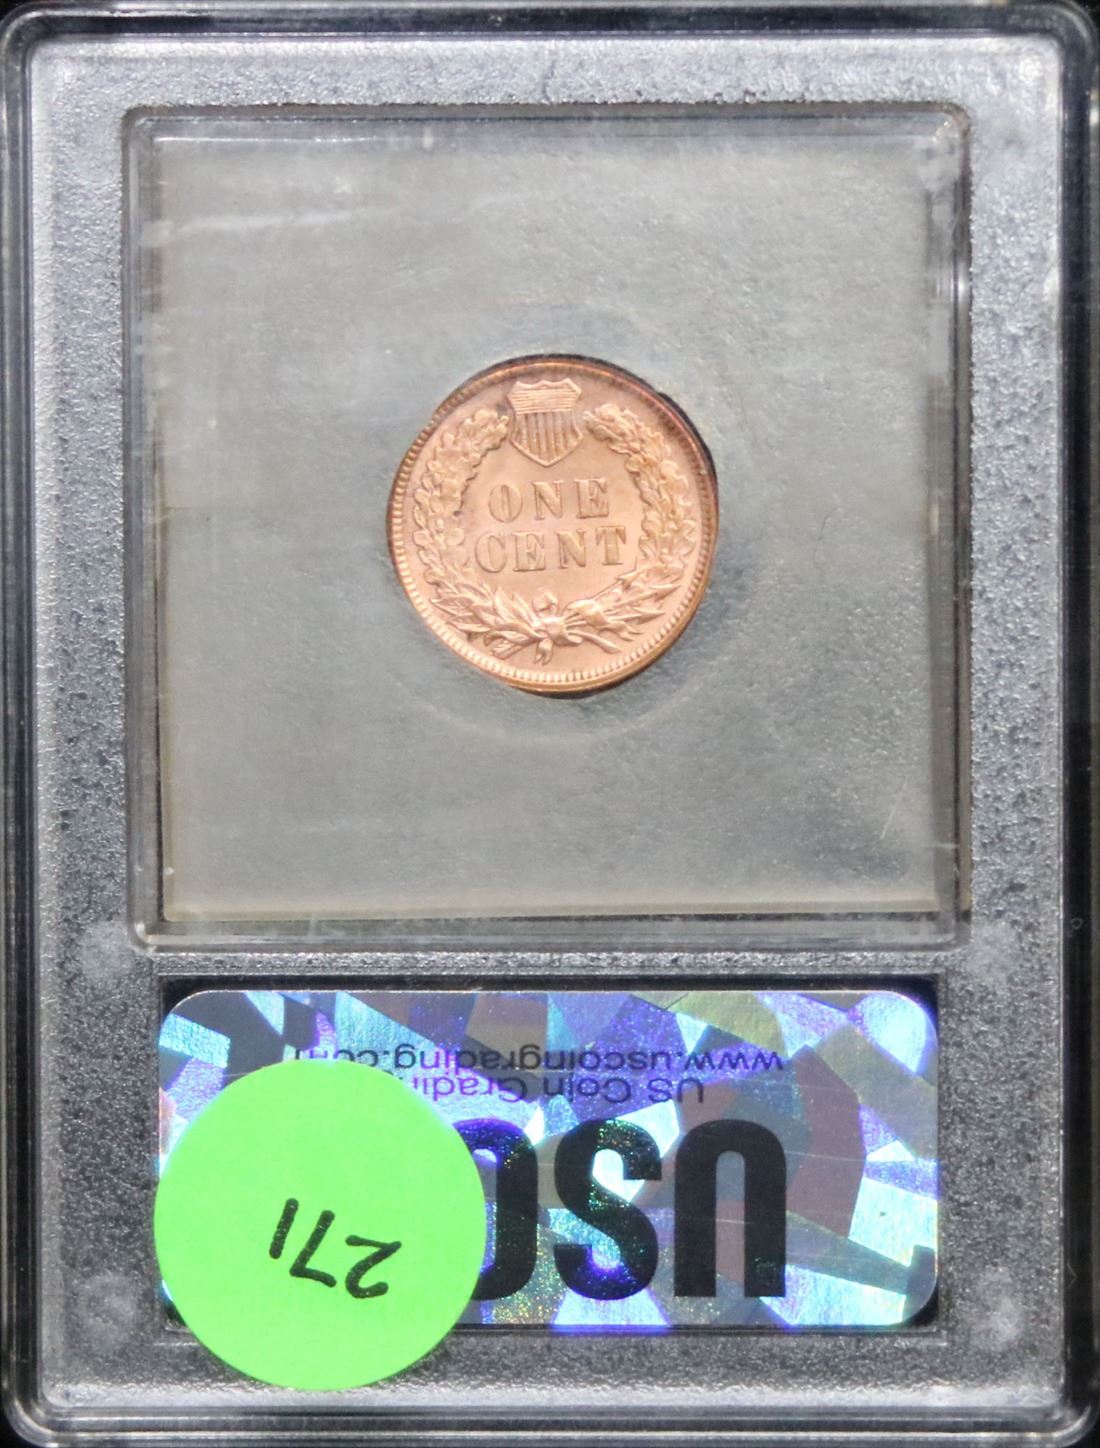 ONE
CENT
www.uscoingrading.com
US Coin Gradin
USC
271